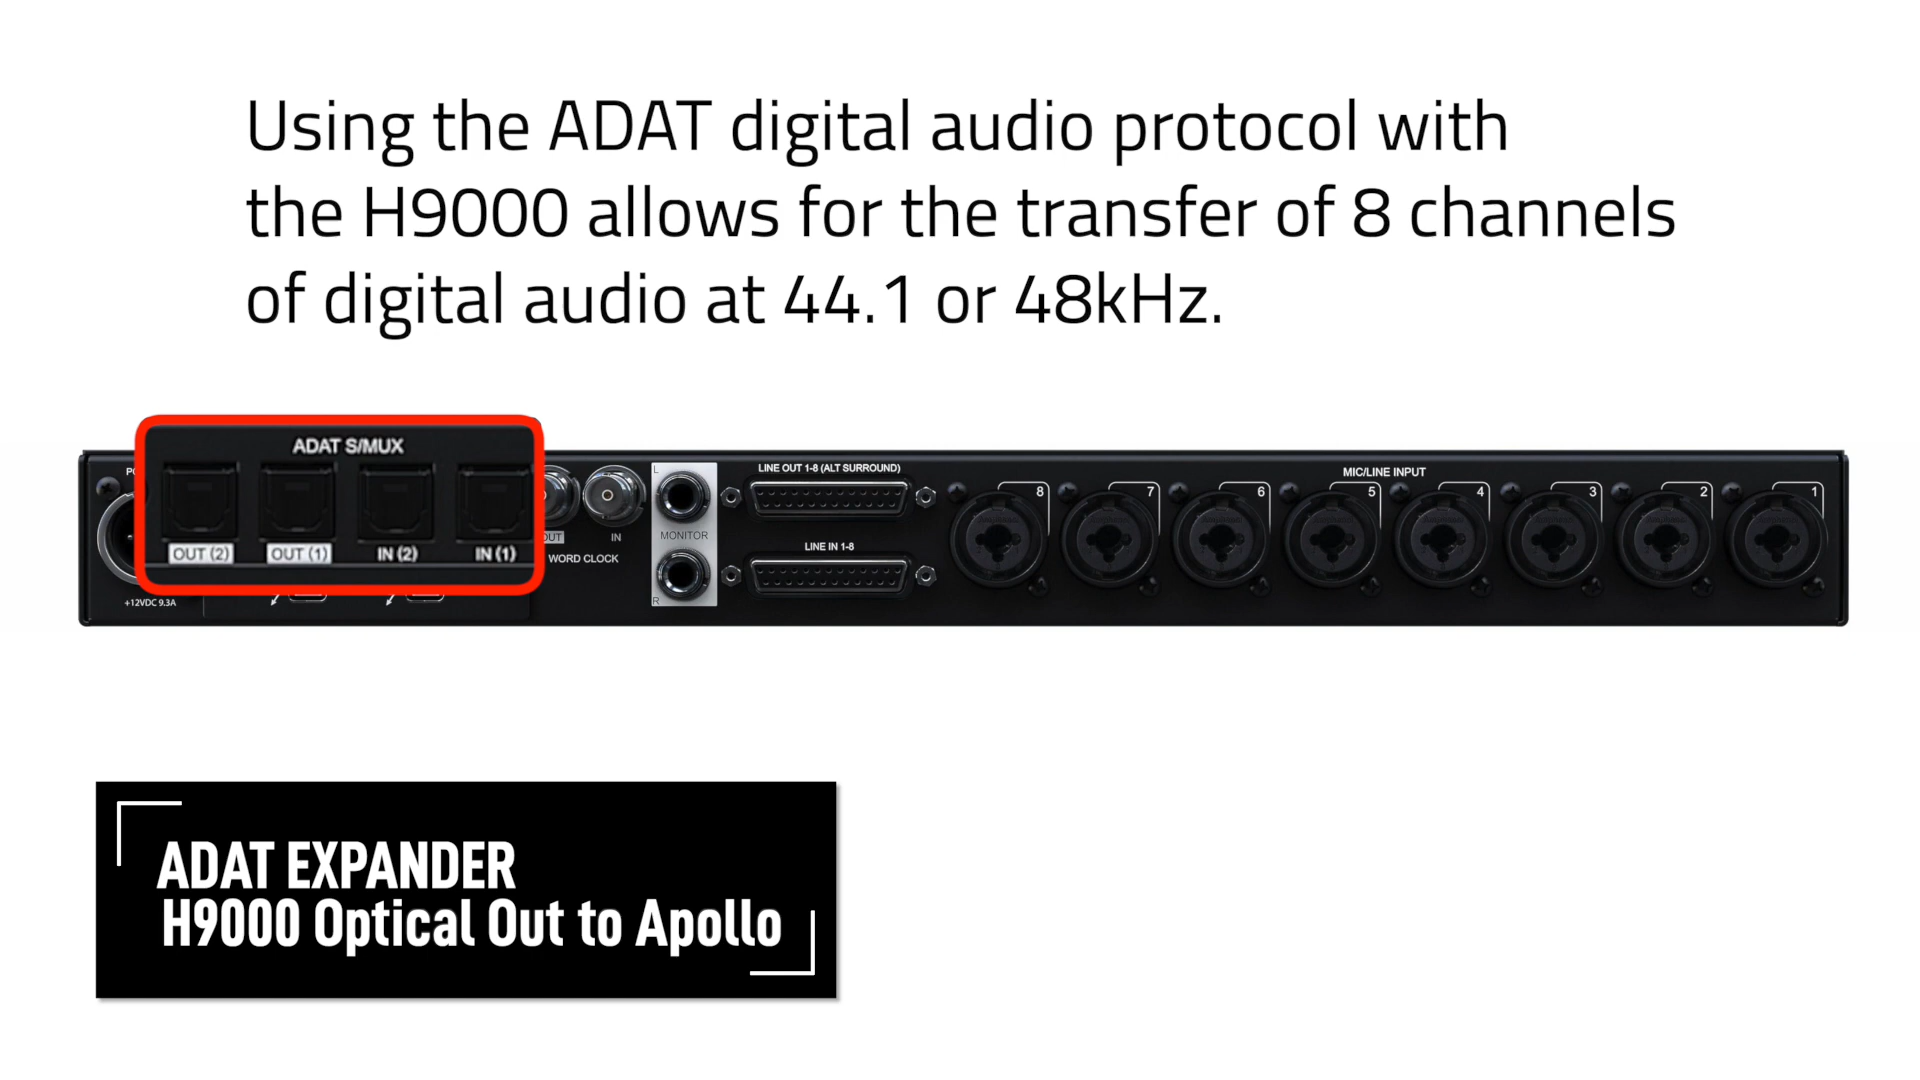 Using the ADAT digital audio protocol with
the H9000 allows for the transfer of 8 channels
of digital audio at 44.1 or 48kHz.
ADAT S/MUX
OUT (2) OUT (1) IN (2) IN (1)
+12VDC 9.3A
OUT IN
WORD CLOCK
L
MONITOR
R
LINE OUT 1-8 (ALT SURROUND)
LINE IN 1-8
MIC/LINE INPUT
8 7 6 5 4 3 2 1
ADAT EXPANDER
H9000 Optical Out to Apollo